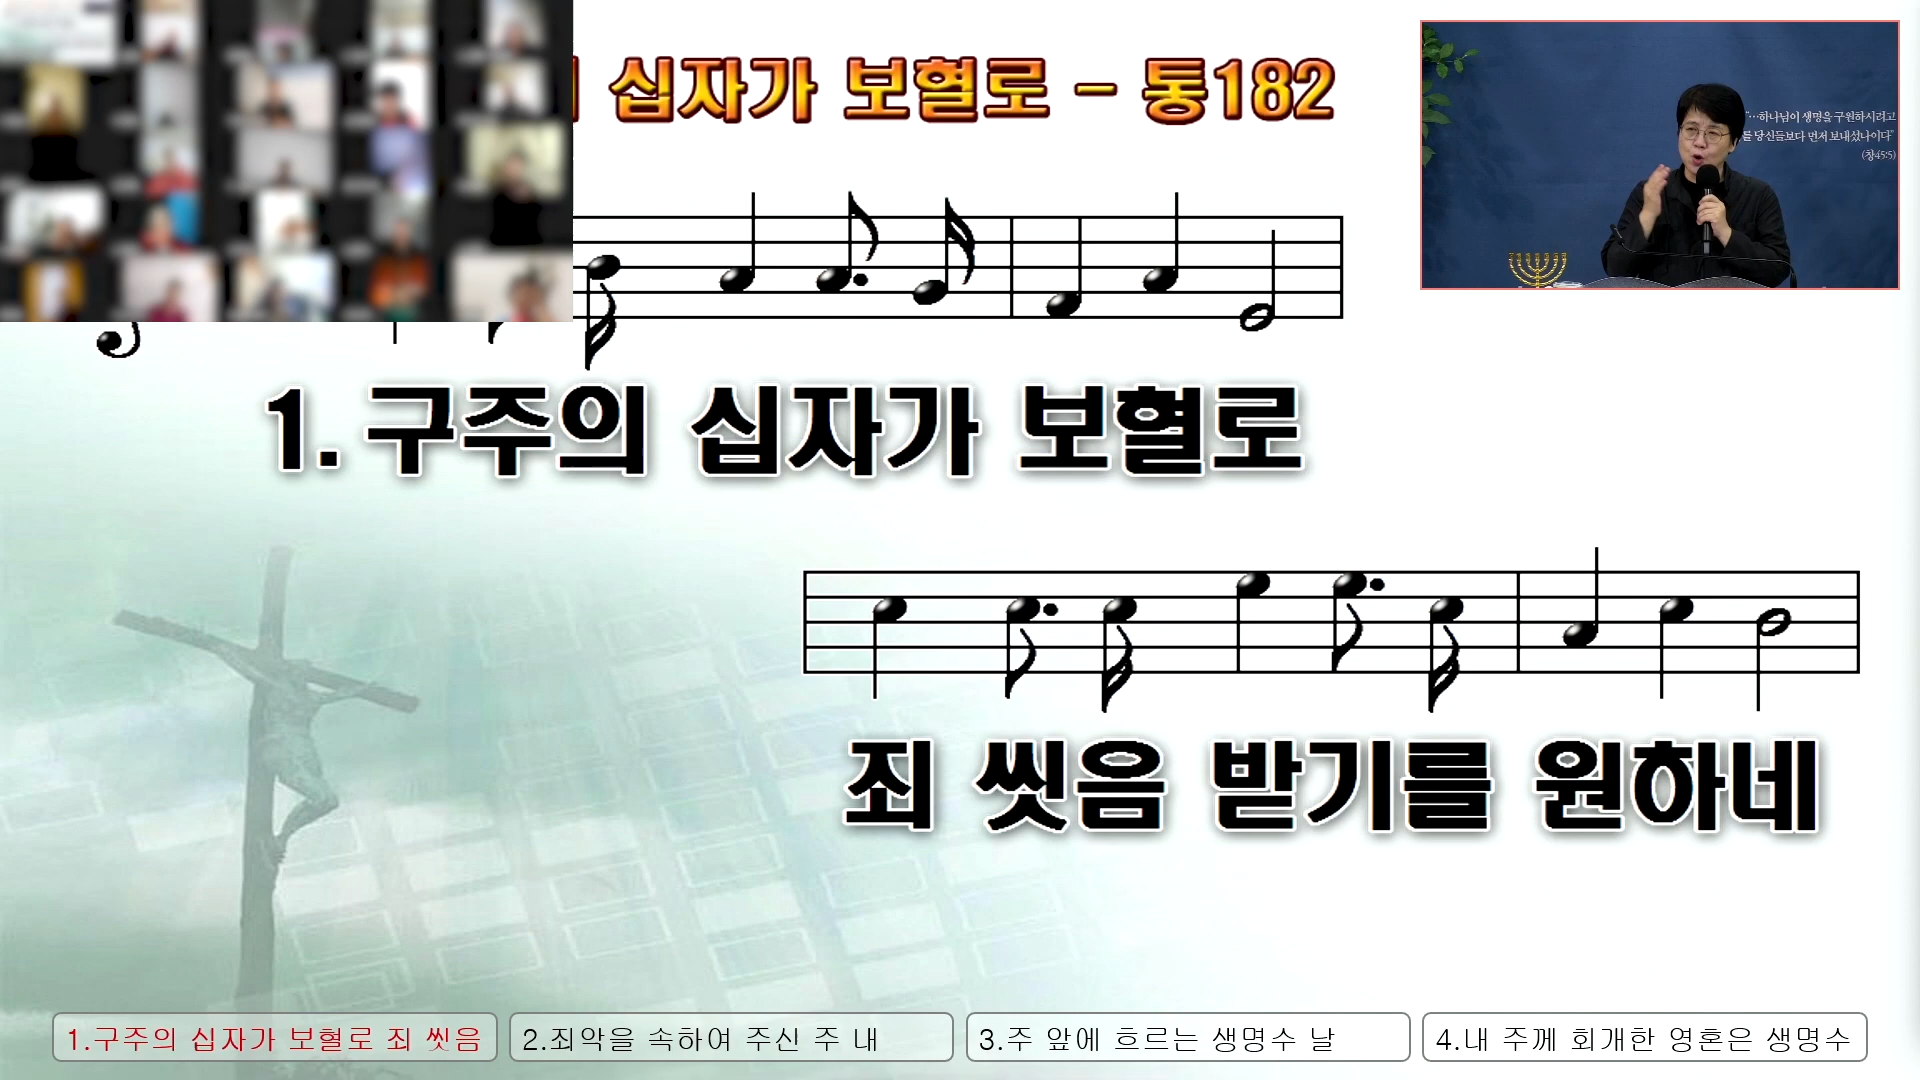 십자가 보혈로 - 통182
"…하나님이 생명을 구원하시려고
를 당신들보다 먼저 보내셨나이다"
(창45:5)
1. 구주의 십자가 보혈로
죄 씻음 받기를 원하네
1.구주의 십자가 보혈로 죄 씻음
2.죄악을 속하여 주신 주 내
3.주 앞에 흐르는 생명수 날
4.내 주께 회개한 영혼은 생명수